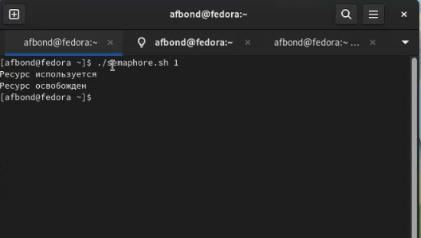 afbond@fedora:~
afbond@fedora:~ × afbond@fedora:~ × afbond@fedora:~ ... ×
[afbond@fedora ~]$ ./semaphore.sh 1
Ресурс используется
Ресурс освобожден
[afbond@fedora ~]$